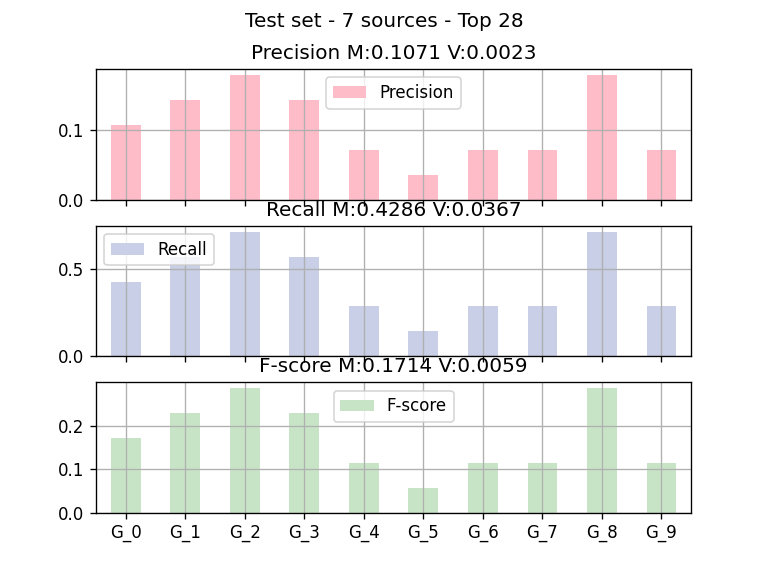 Test set - 7 sources - Top 28
Precision M:0.1071 V:0.0023
Precision
0.1
0.0
Recall M:0.4286 V:0.0367
Recall
0.5
0.0
F-score M:0.1714 V:0.0059
F-score
0.2
0.1
0.0
G_0 G_1 G_2 G_3 G_4 G_5 G_6 G_7 G_8 G_9